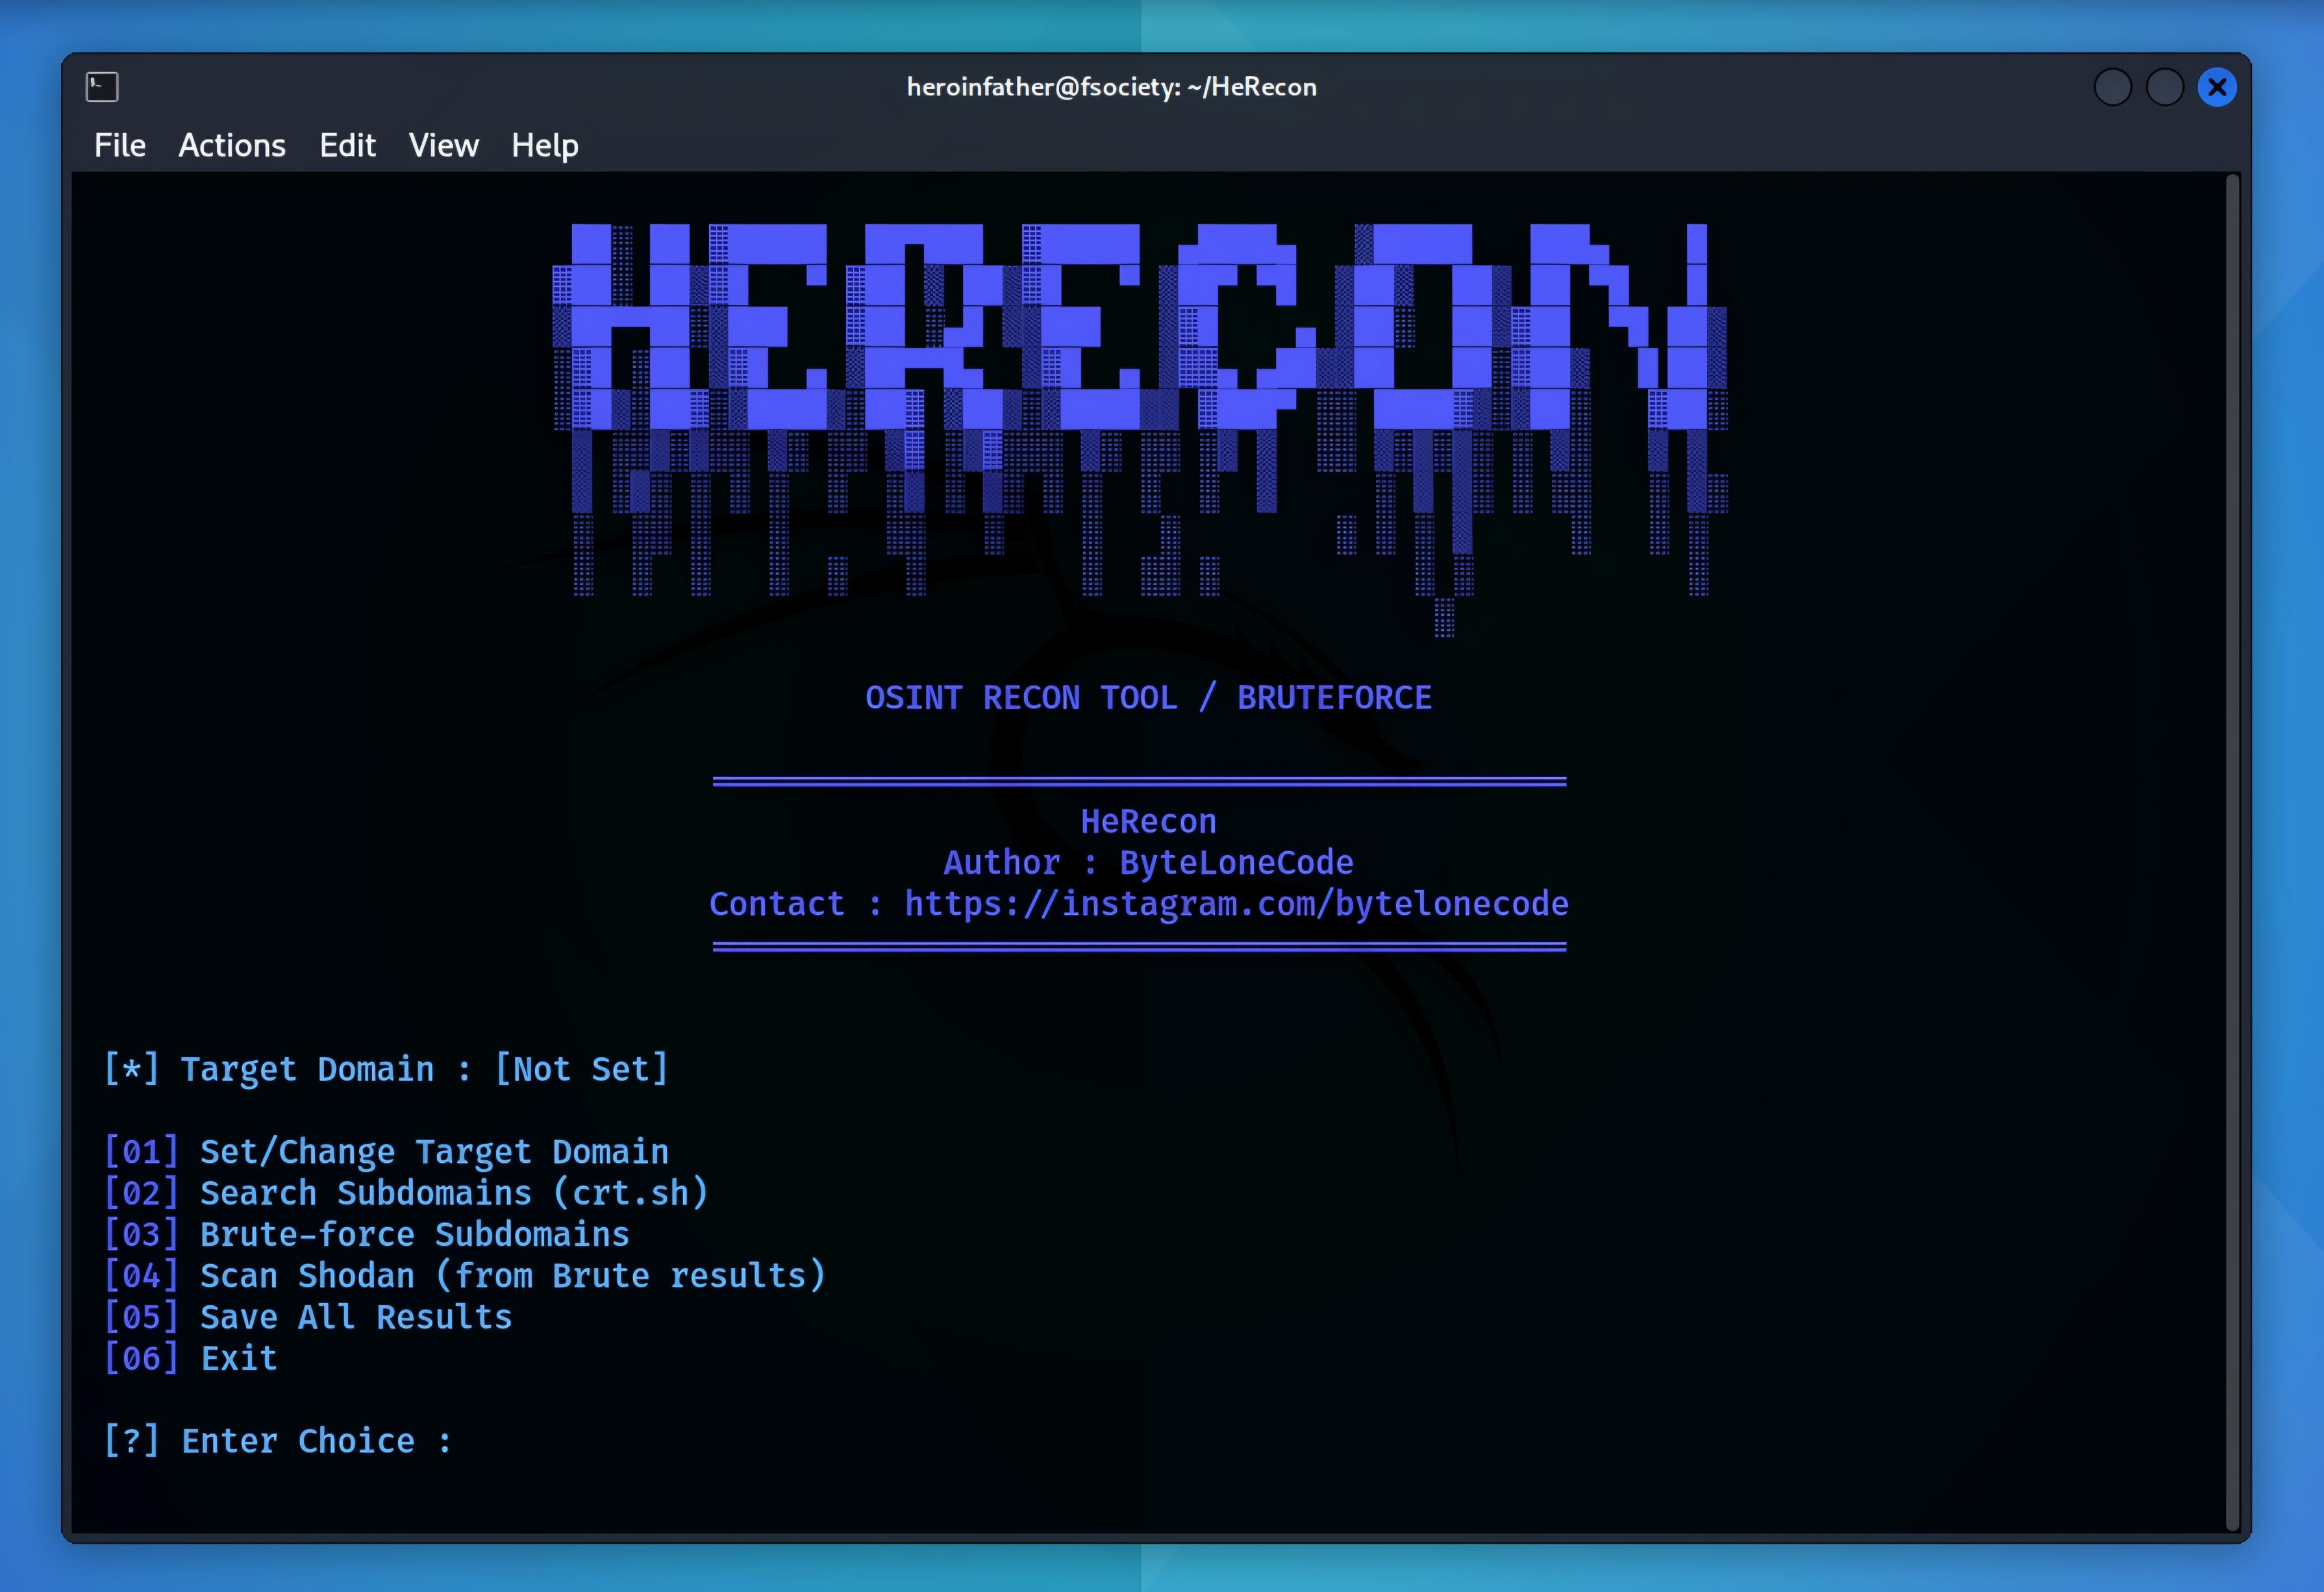 heroinfather@fsociety: ~/HeRecon
File Actions Edit View Help
HERECON
OSINT RECON TOOL / BRUTEFORCE
HeRecon
Author : ByteLoneCode
Contact : https://instagram.com/bytelonecode
[*] Target Domain : [Not Set]
[01] Set/Change Target Domain
[02] Search Subdomains (crt.sh)
[03] Brute-force Subdomains
[04] Scan Shodan (from Brute results)
[05] Save All Results
[06] Exit
[?] Enter Choice :